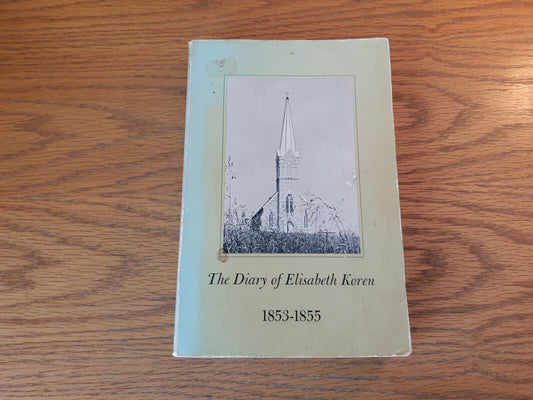 The Diary of Elisabeth Koren
1853-1855